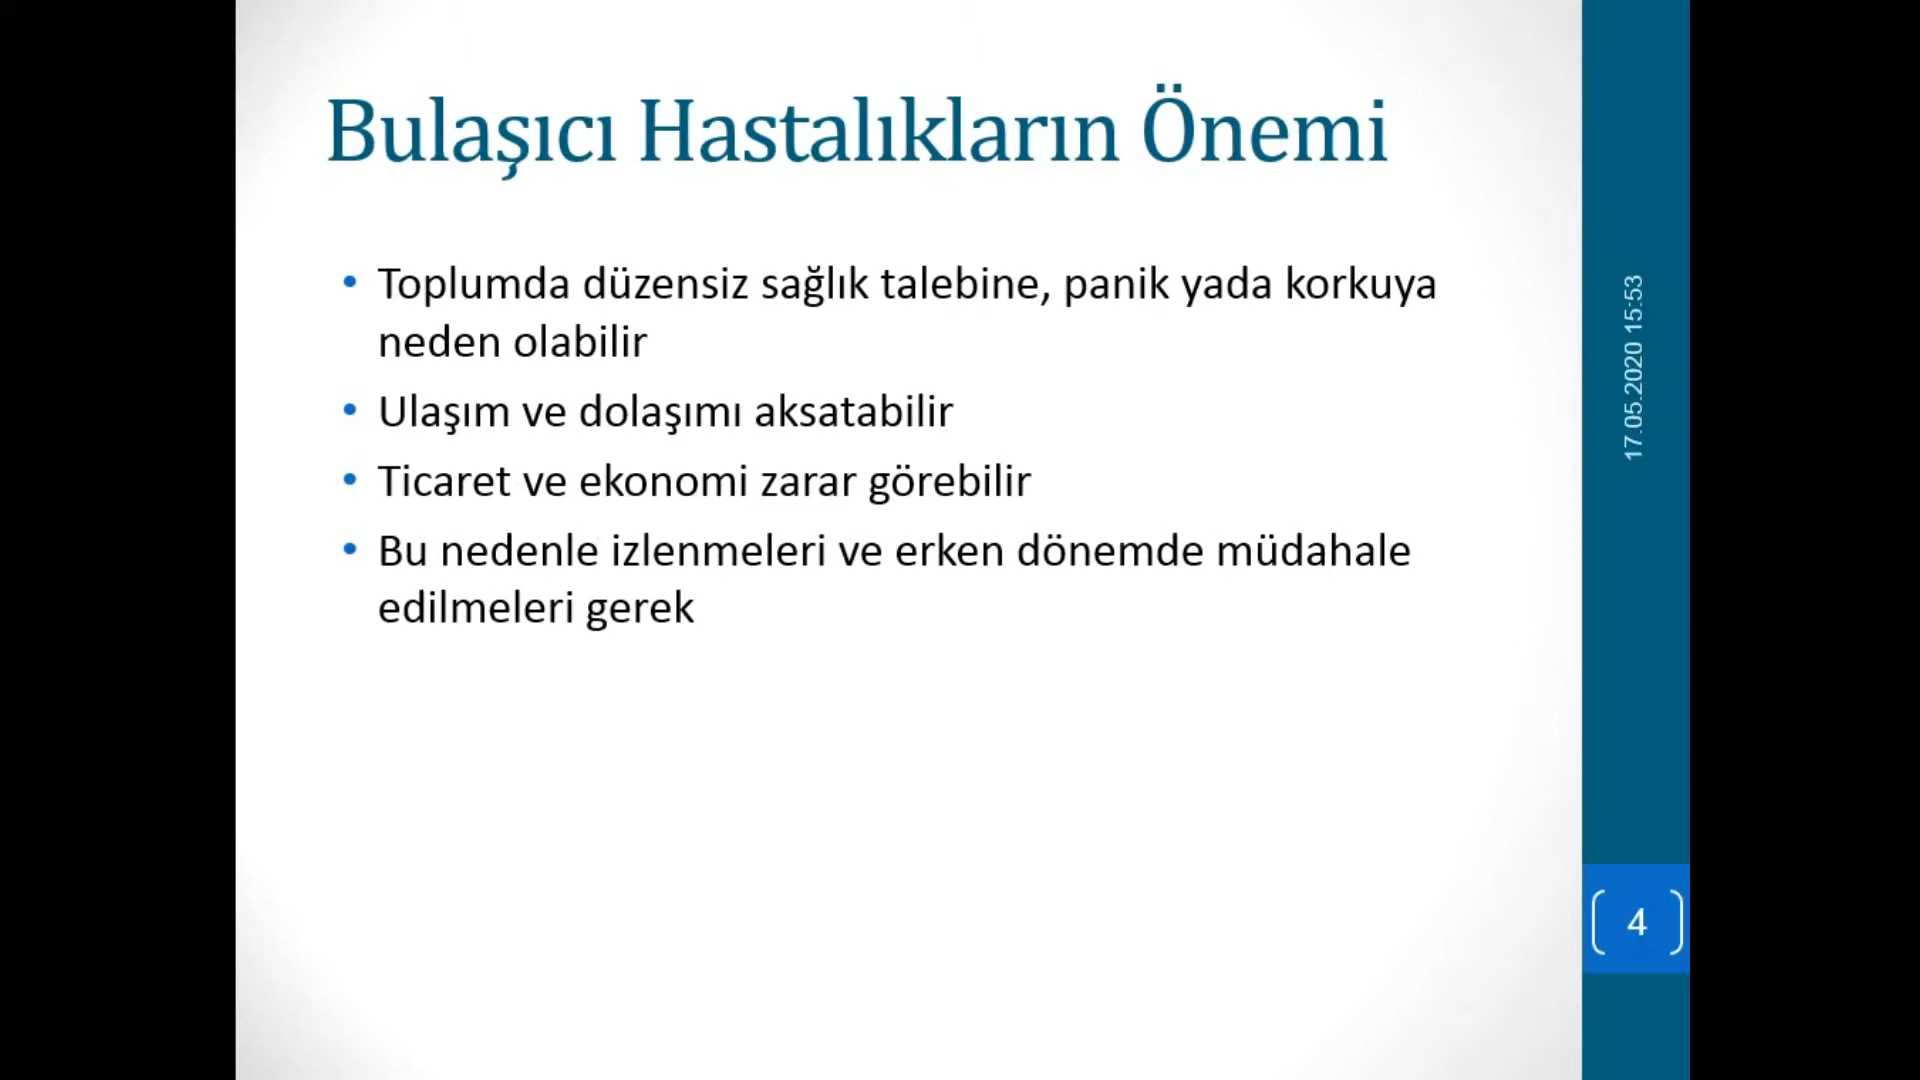 Bulaşıcı Hastalıkların Önemi
• Toplumda düzensiz sağlık talebine, panik yada korkuya
neden olabilir
• Ulaşım ve dolaşımı aksatabilir
• Ticaret ve ekonomi zarar görebilir
• Bu nedenle izlenmeleri ve erken dönemde müdahale
edilmeleri gerek
17.05.2020 15:53
4